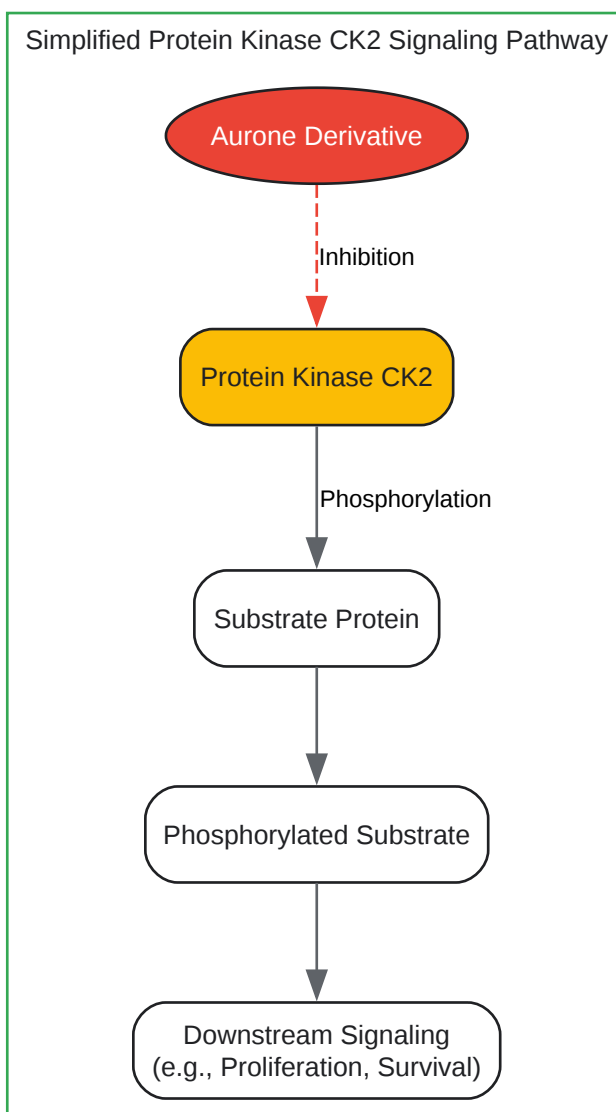 Simplified Protein Kinase CK2 Signaling Pathway
Aurone Derivative
Inhibition
Protein Kinase CK2
Phosphorylation
Substrate Protein
Phosphorylated Substrate
Downstream Signaling
(e.g., Proliferation, Survival)